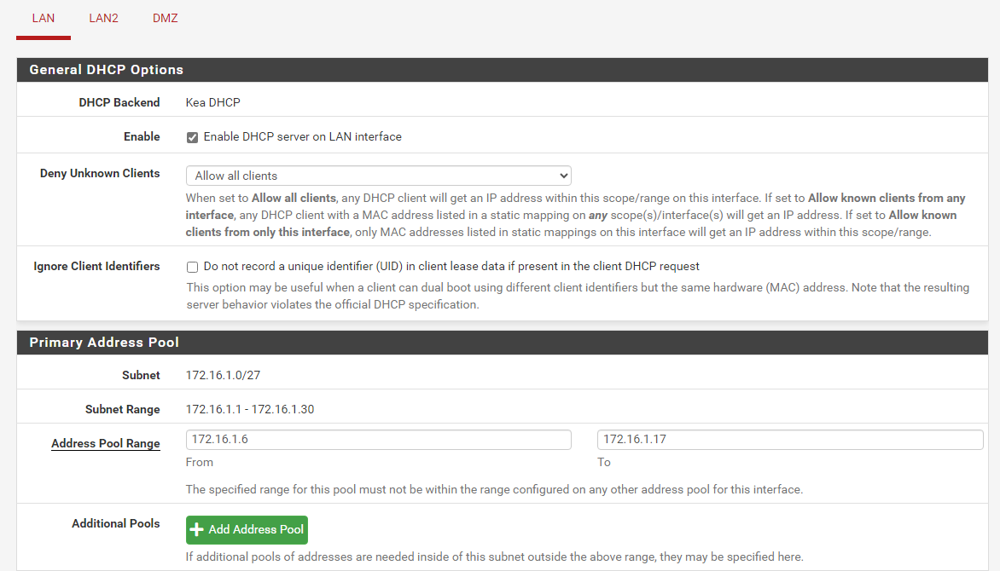 LAN LAN2 DMZ
General DHCP Options
DHCP Backend Kea DHCP
Enable Enable DHCP server on LAN interface
Deny Unknown Clients Allow all clients
When set to Allow all clients, any DHCP client will get an IP address within this scope/range on this interface. If set to Allow known clients from any
interface, any DHCP client with a MAC address listed in a static mapping on any scope(s)/interface(s) will get an IP address. If set to Allow known
clients from only this interface, only MAC addresses listed in static mappings on this interface will get an IP address within this scope/range.
Ignore Client Identifiers Do not record a unique identifier (UID) in client lease data if present in the client DHCP request
This option may be useful when a client can dual boot using different client identifiers but the same hardware (MAC) address. Note that the resulting
server behavior violates the official DHCP specification.
Primary Address Pool
Subnet 172.16.1.0/27
Subnet Range 172.16.1.1 - 172.16.1.30
Address Pool Range 172.16.1.6 172.16.1.17
From To
The specified range for this pool must not be within the range configured on any other address pool for this interface.
Additional Pools Add Address Pool
If additional pools of addresses are needed inside of this subnet outside the above range, they may be specified here.